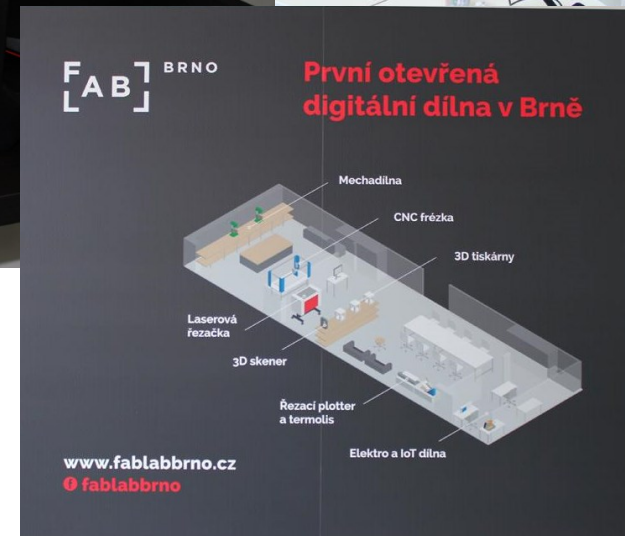 FAB BRNO
První otevřená
digitální dílna v Brně
Mechadílna
CNC frézka
3D tiskárny
Laserová
řezačka
3D skener
Řezací plotter
a termolis
Elektro a IoT dílna
www.fablabbrno.cz
fablabbrno